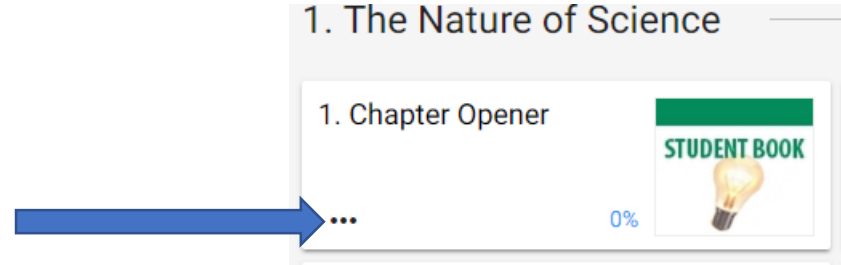 1. The Nature of Science
1. Chapter Opener
STUDENT BOOK
•••
0%